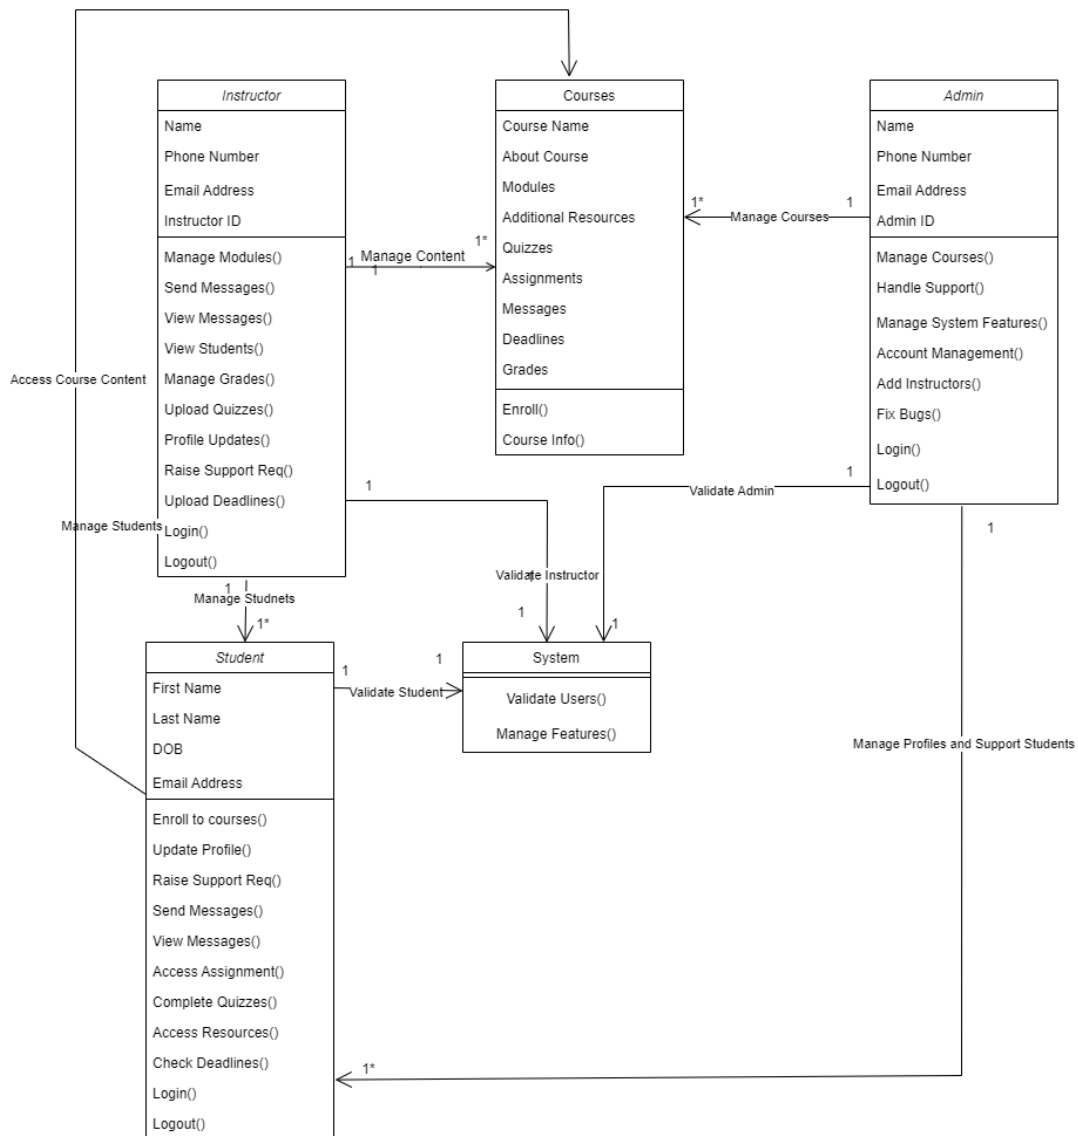 Instructor
Name
Phone Number
Email Address
Instructor ID
Manage Modules()
Send Messages()
View Messages()
View Students()
Manage Grades()
Upload Quizzes()
Profile Updates()
Raise Support Req()
Upload Deadlines()
Login()
Logout()
Courses
Course Name
About Course
Modules
Additional Resources
Quizzes
Assignments
Messages
Deadlines
Grades
Enroll()
Course Info()
Admin
Name
Phone Number
Email Address
Admin ID
Manage Courses()
Handle Support()
Manage System Features()
Account Management()
Add Instructors()
Fix Bugs()
Login()
Logout()
1*
Manage Courses
1
1
1
Manage Content
1*
Access Course Content
Manage Students
1
Validate Instructor
1
1
1
Validate Admin
1
1
Manage Studnets
1*
Student
First Name
Last Name
DOB
Email Address
Enroll to courses()
Update Profile()
Raise Support Req()
Send Messages()
View Messages()
Access Assignment()
Complete Quizzes()
Access Resources()
Check Deadlines()
Login()
Logout()
1
Validate Student
1
System
Validate Users()
Manage Features()
1
Manage Profiles and Support Students
1*